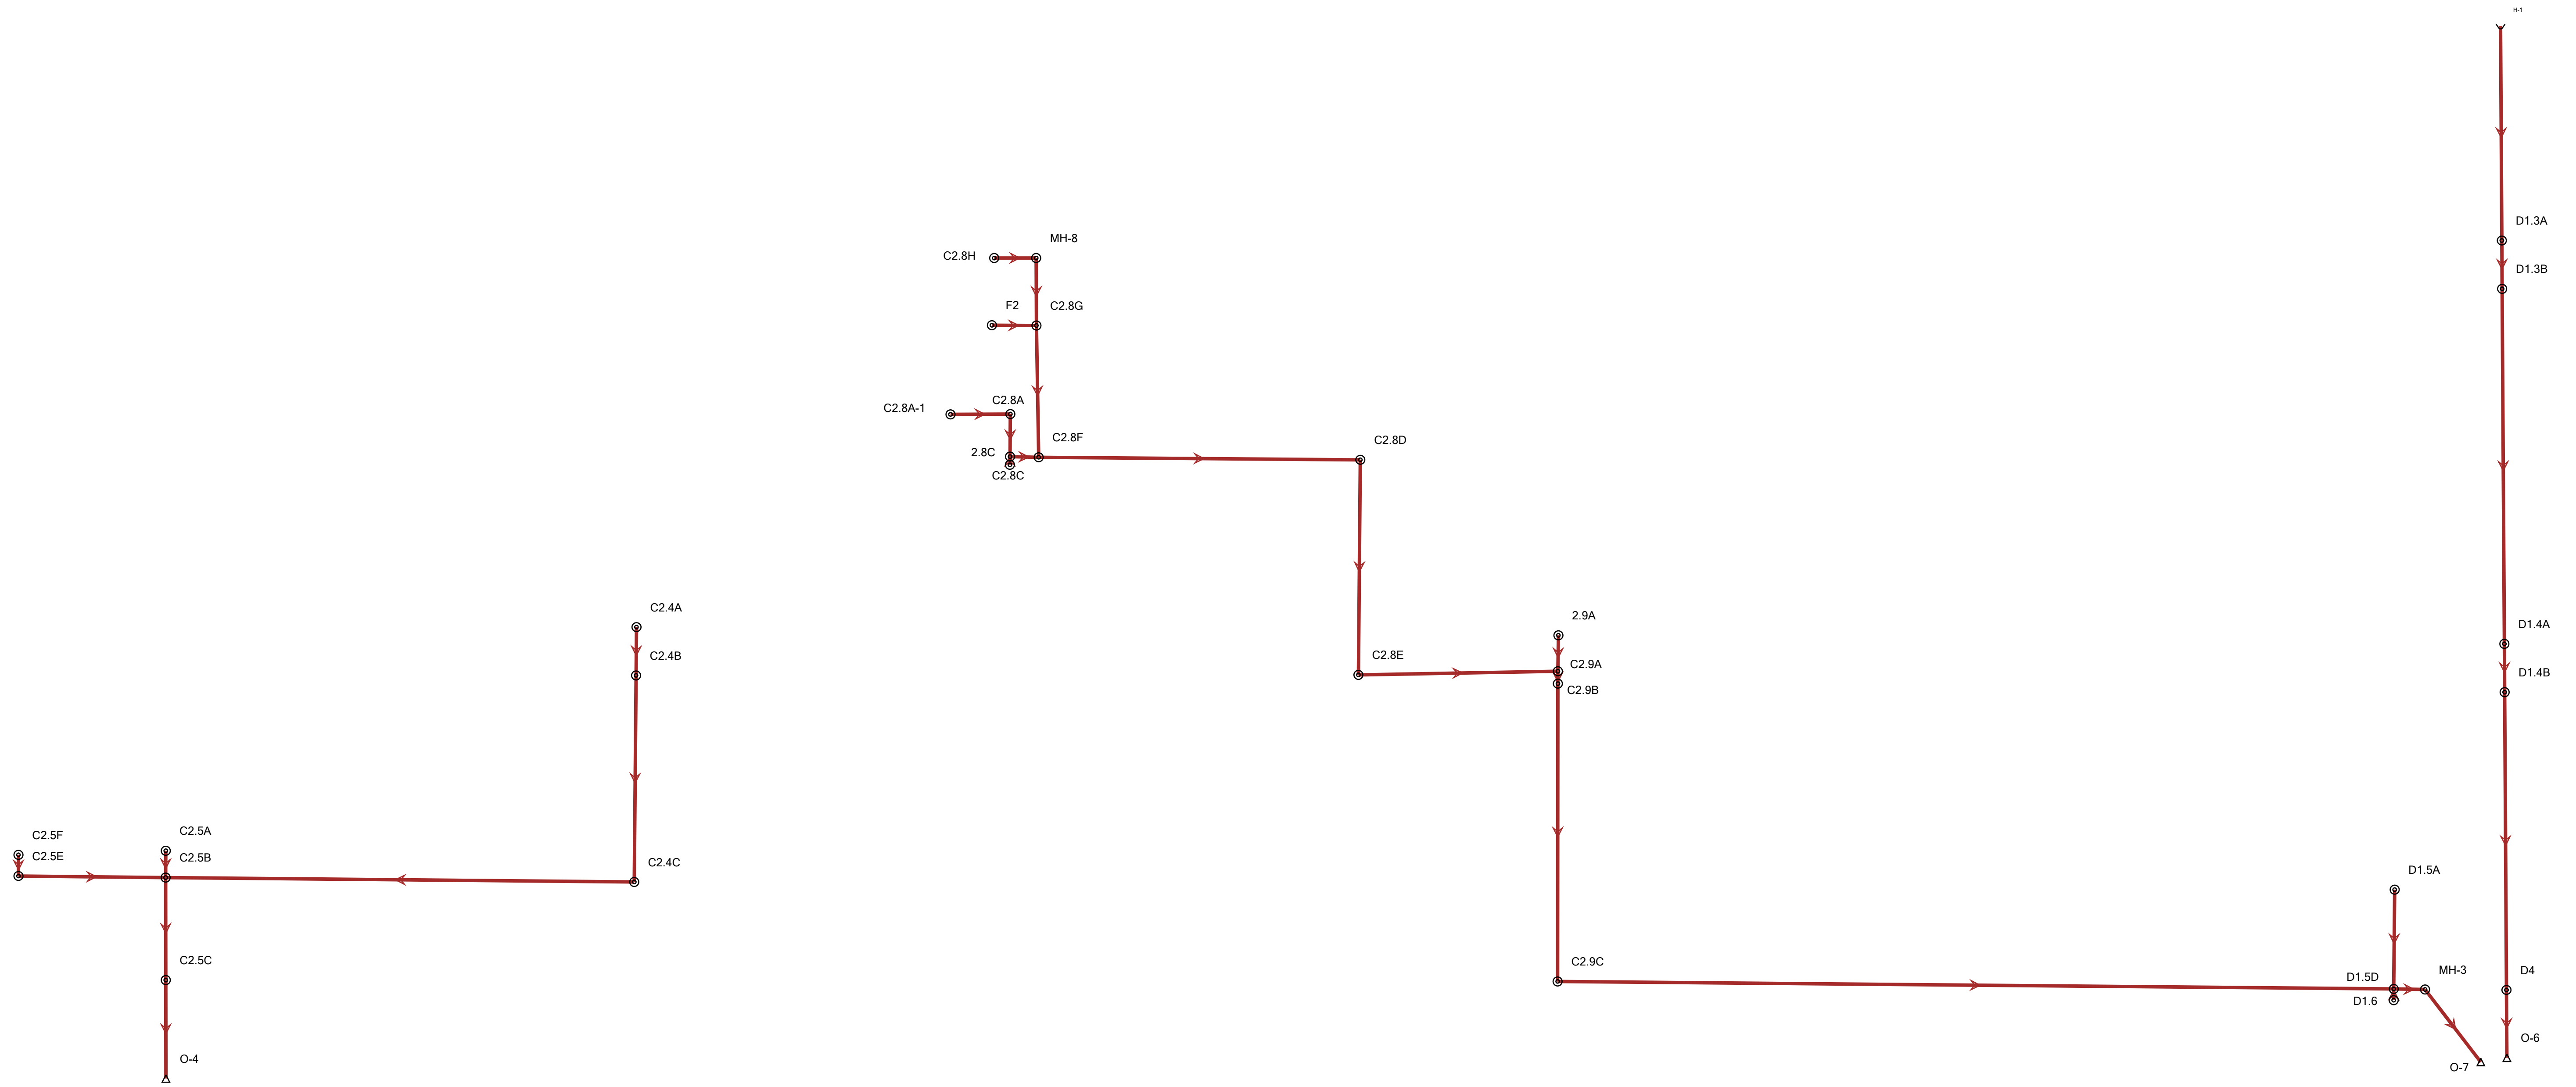 H-1
D1.3A
MH-8
C2.8H
D1.3B
F2
C2.8G
C2.8A
C2.8A-1
C2.8F
C2.8D
2.8C
C2.8C
C2.4A
2.9A
D1.4A
C2.4B
C2.8E
C2.9A
D1.4B
C2.9B
C2.5F
C2.5A
C2.5E
C2.5B
C2.4C
D1.5A
C2.5C
C2.9C
MH-3
D4
D1.5D
D1.6
O-6
O-4
O-7